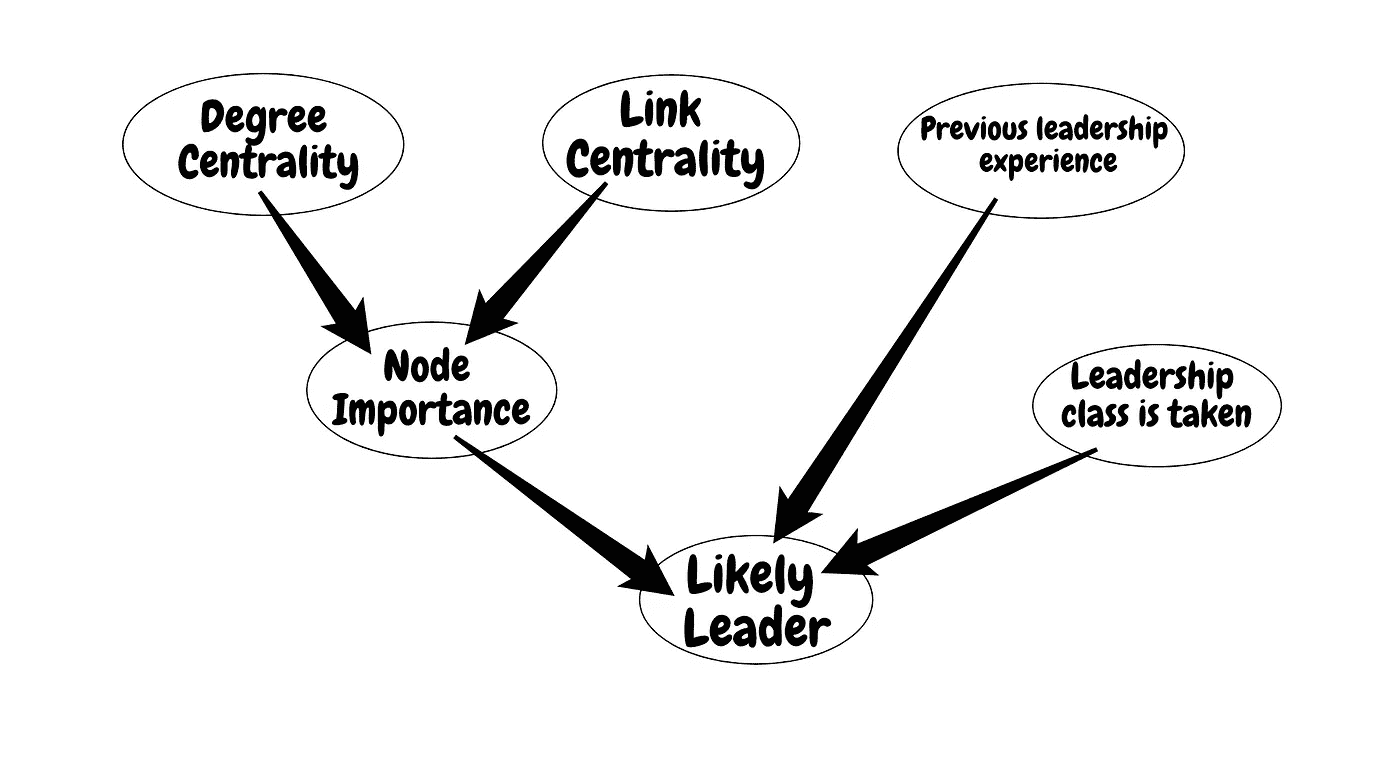 Degree
Centrality
Link
Centrality
Previous leadership
experience
Node
Importance
Leadership
class is taken
Likely
Leader